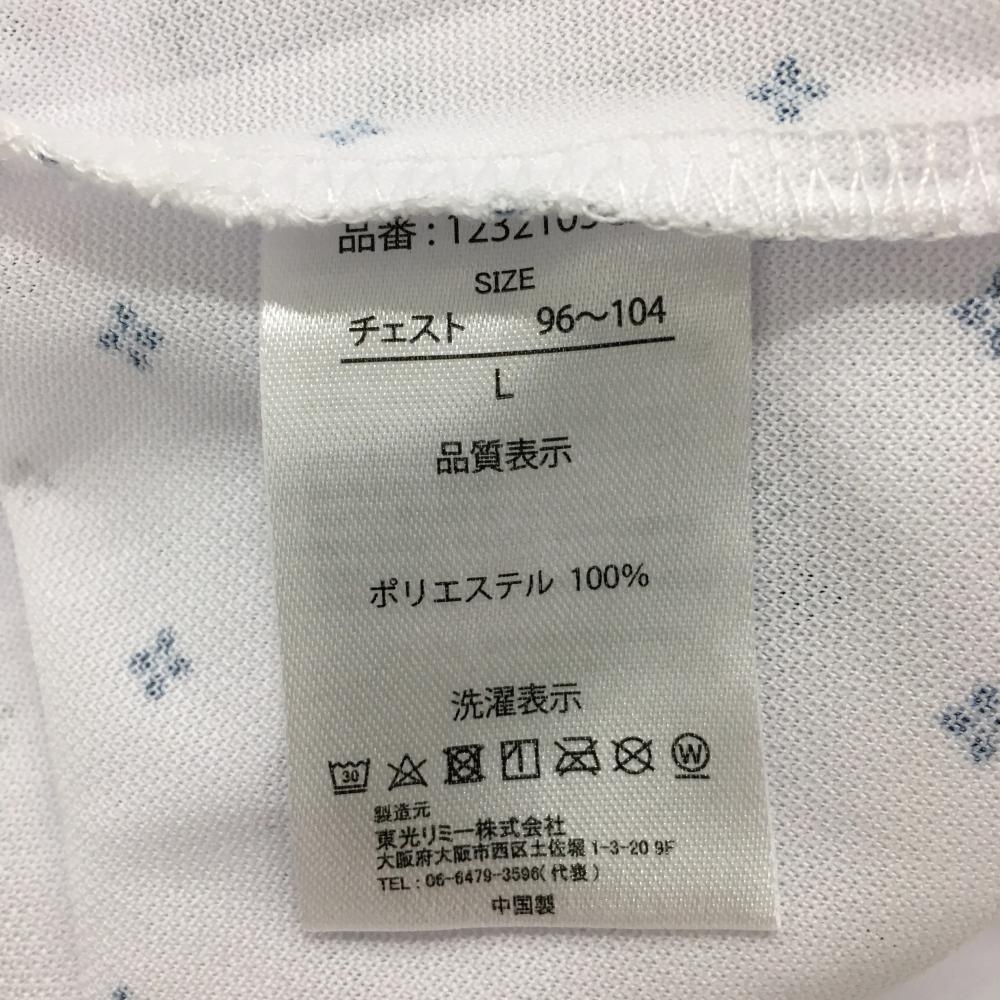 品番 : 1232105
SIZE
チェスト 96～104
L
品質表示
ポリエステル 100%
洗濯表示
30 W
製造元
東光リミー株式会社
大阪府大阪市西区土佐堀 1-3-20 9F
TEL : 06-6479-3596(代表)
中国製